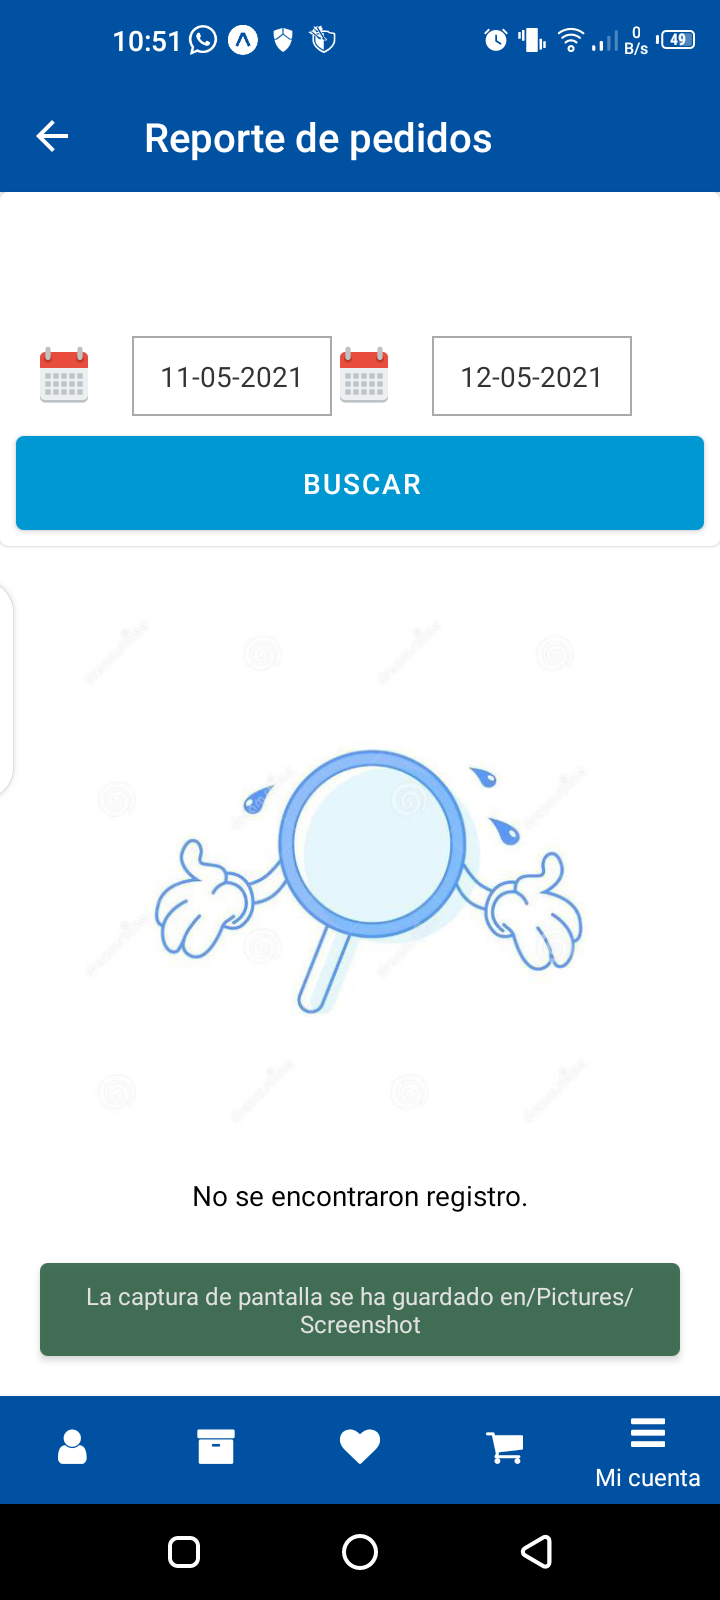 10:51
0
B/s
49
Reporte de pedidos
11-05-2021
12-05-2021
BUSCAR
No se encontraron registro.
La captura de pantalla se ha guardado en/Pictures/
Screenshot
Mi cuenta